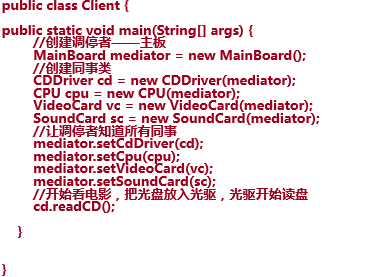 public class Client {
public static void main(String[] args) {
//创建调停者——主板
MainBoard mediator = new MainBoard();
//创建同事类
CDDriver cd = new CDDriver(mediator);
CPU cpu = new CPU(mediator);
VideoCard vc = new VideoCard(mediator);
SoundCard sc = new SoundCard(mediator);
//让调停者知道所有同事
mediator.setCdDriver(cd);
mediator.setCpu(cpu);
mediator.setVideoCard(vc);
mediator.setSoundCard(sc);
//开始看电影，把光盘放入光驱，光驱开始读盘
cd.readCD();
}
}